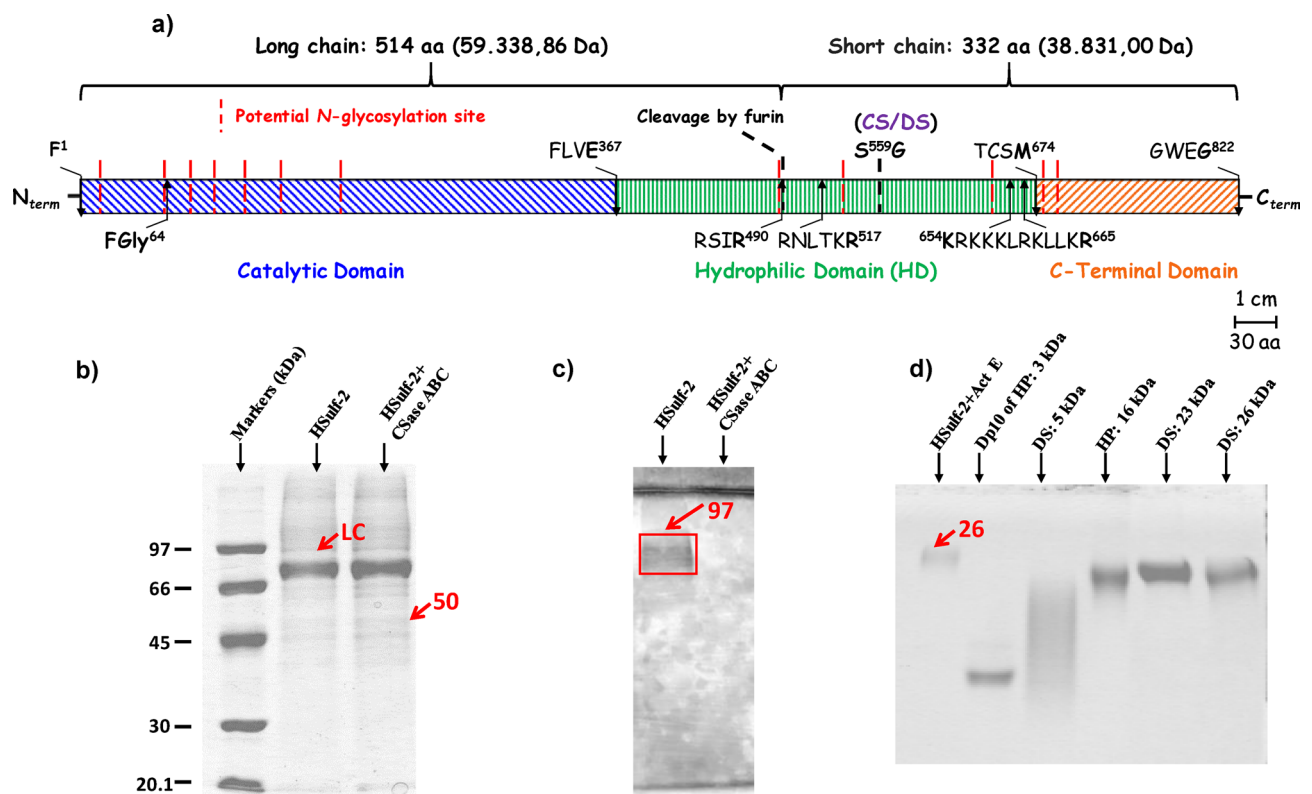 a)
Long chain: 514 aa (59.338,86 Da)
Short chain: 332 aa (38.831,00 Da)
Potential N-glycosylation site
Cleavage by furin
(CS/DS)
F¹
FLVE³⁶⁷
S⁵⁵⁹G
TCSM⁶⁷⁴
GWEG⁸²²
Nterm
Cterm
FGly⁶⁴
RSIR⁴⁹⁰
RNLTKR⁵¹⁷
⁶⁵⁴KRKKKLRKLLKR⁶⁶⁵
Catalytic Domain
Hydrophilic Domain (HD)
C-Terminal Domain
1 cm
30 aa
b)
Markers (kDa)
HSulf-2
HSulf-2+
CSase ABC
97
66
45
30
20.1
LC
50
c)
HSulf-2
HSulf-2+
CSase ABC
97
d)
HSulf-2+Act E
Dp10 of HP: 3 kDa
DS: 5 kDa
HP: 16 kDa
DS: 23 kDa
DS: 26 kDa
26